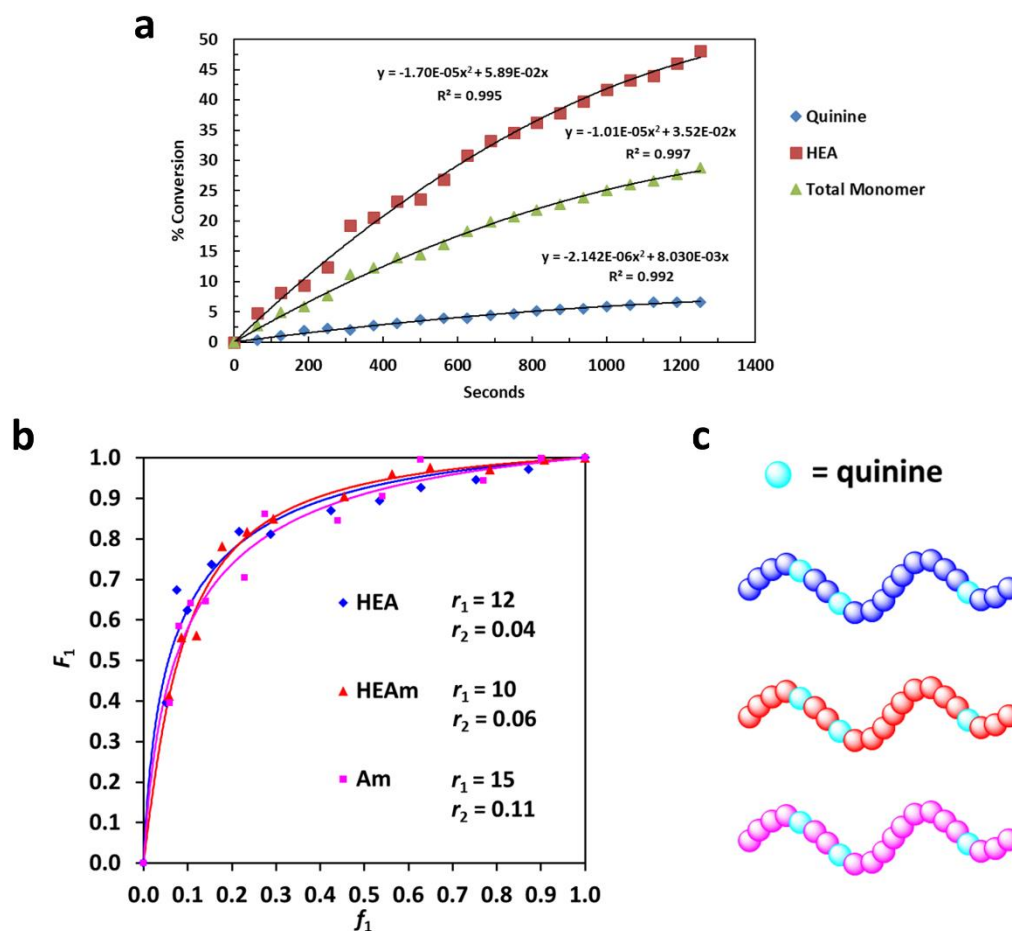 a
50
45
40
35
30
25
20
15
10
5
0
% Conversion
y = -1.70E-05x² + 5.89E-02x
R² = 0.995
y = -1.01E-05x² + 3.52E-02x
R² = 0.997
y = -2.142E-06x² + 8.030E-03x
R² = 0.992
0 200 400 600 800 1000 1200 1400
Seconds
Quinine
HEA
Total Monomer
b
1.0
0.9
0.8
0.7
0.6
0.5
0.4
0.3
0.2
0.1
0.0
F₁
HEA r₁ = 12
r₂ = 0.04
HEAm r₁ = 10
r₂ = 0.06
Am r₁ = 15
r₂ = 0.11
0.0 0.1 0.2 0.3 0.4 0.5 0.6 0.7 0.8 0.9 1.0
f₁
c
= quinine